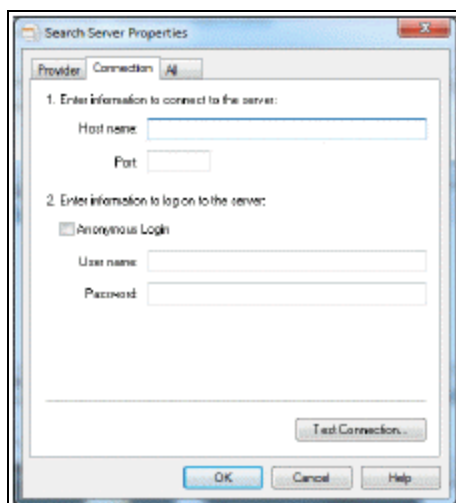 Search Server Properties
Provider Connection All
1. Enter information to connect to the server:
Host name:
Port:
2. Enter information to log on to the server:
Anonymous Login
User name:
Password:
Test Connection...
OK Cancel Help